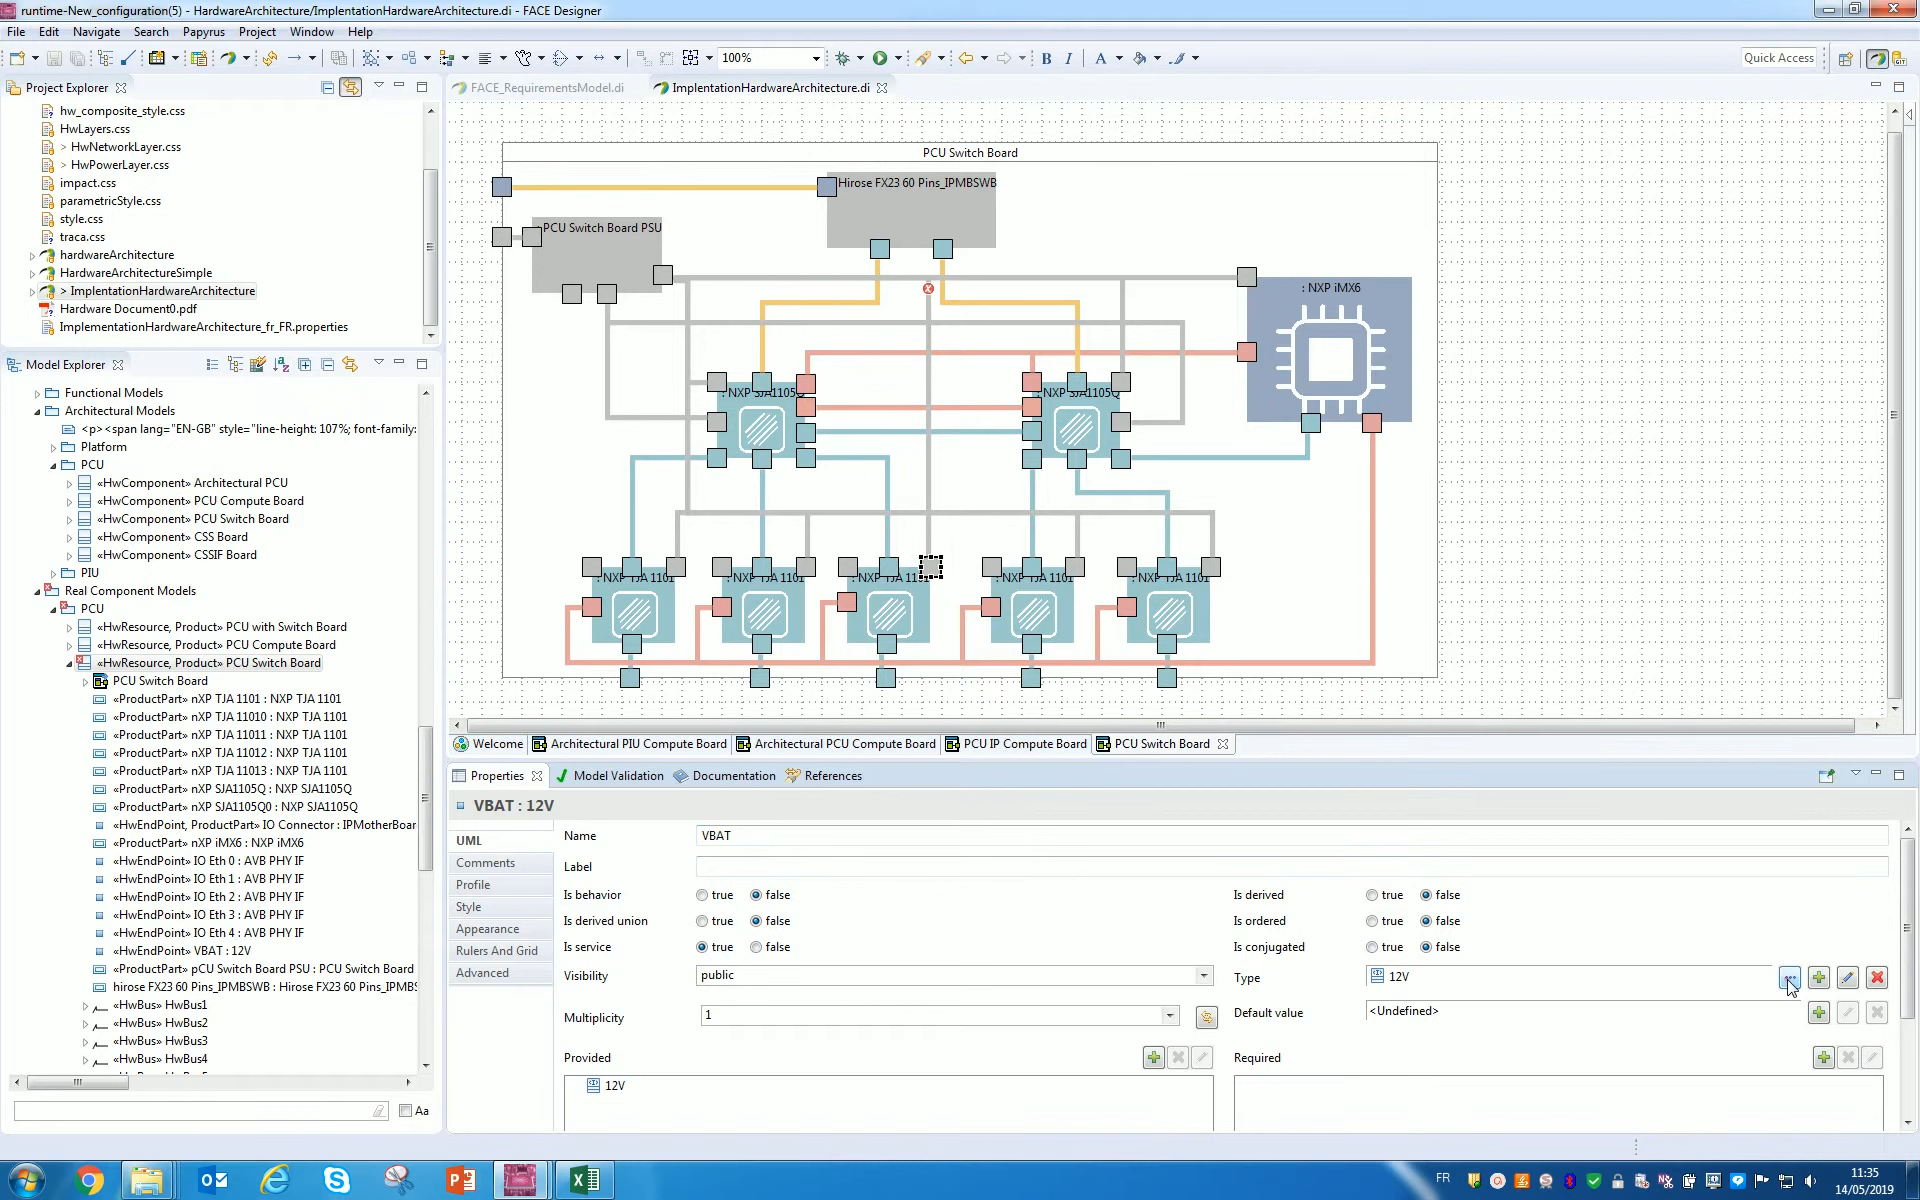 runtime-New_configuration(5) - HardwareArchitecture/ImplentationHardwareArchitecture.di - FACE Designer
File Edit Navigate Search Papyrus Project Window Help
100%
Quick Access
Project Explorer
hw_composite_style.css
HwLayers.css
> HwNetworkLayer.css
> HwPowerLayer.css
impact.css
parametricStyle.css
style.css
traca.css
hardwareArchitecture
HardwareArchitectureSimple
> ImplentationHardwareArchitecture
Hardware Document0.pdf
ImplementationHardwareArchitecture_fr_FR.properties
Model Explorer
Functional Models
Architectural Models
<p><span lang="EN-GB" style="line-height: 107%; font-family:
Platform
PCU
«HwComponent» Architectural PCU
«HwComponent» PCU Compute Board
«HwComponent» PCU Switch Board
«HwComponent» CSS Board
«HwComponent» CSSIF Board
PIU
Real Component Models
PCU
«HwResource, Product» PCU with Switch Board
«HwResource, Product» PCU Compute Board
«HwResource, Product» PCU Switch Board
PCU Switch Board
«ProductPart» nXP TJA 1101 : NXP TJA 1101
«ProductPart» nXP TJA 11010 : NXP TJA 1101
«ProductPart» nXP TJA 11011 : NXP TJA 1101
«ProductPart» nXP TJA 11012 : NXP TJA 1101
«ProductPart» nXP TJA 11013 : NXP TJA 1101
«ProductPart» nXP SJA1105Q : NXP SJA1105Q
«ProductPart» nXP SJA1105Q0 : NXP SJA1105Q
«HwEndPoint, ProductPart» IO Connector : IPMotherBoar
«ProductPart» nXP iMX6 : NXP iMX6
«HwEndPoint» IO Eth 0 : AVB PHY IF
«HwEndPoint» IO Eth 1 : AVB PHY IF
«HwEndPoint» IO Eth 2 : AVB PHY IF
«HwEndPoint» IO Eth 3 : AVB PHY IF
«HwEndPoint» IO Eth 4 : AVB PHY IF
«HwEndPoint» VBAT : 12V
«ProductPart» pCU Switch Board PSU : PCU Switch Board
hirose FX23 60 Pins_IPMBSWB : Hirose FX23 60 Pins_IPMBS
«HwBus» HwBus1
«HwBus» HwBus2
«HwBus» HwBus3
«HwBus» HwBus4
Aa
FACE_RequirementsModel.di
ImplentationHardwareArchitecture.di
PCU Switch Board
Hirose FX23 60 Pins_IPMBSWB
PCU Switch Board PSU
: NXP iMX6
: NXP SJA1105Q
: NXP SJA1105Q
: NXP TJA 1101
: NXP TJA 1101
: NXP TJA 1101
: NXP TJA 1101
: NXP TJA 1101
Welcome
Architectural PIU Compute Board
Architectural PCU Compute Board
PCU IP Compute Board
PCU Switch Board
Properties
Model Validation
Documentation
References
VBAT : 12V
UML
Comments
Profile
Style
Appearance
Rulers And Grid
Advanced
Name VBAT
Label
Is behavior true false
Is derived true false
Is derived union true false
Is ordered true false
Is service true false
Is conjugated true false
Visibility public
Type 12V
Multiplicity 1
Default value <Undefined>
Provided
Required
12V
FR
11:35
14/05/2019